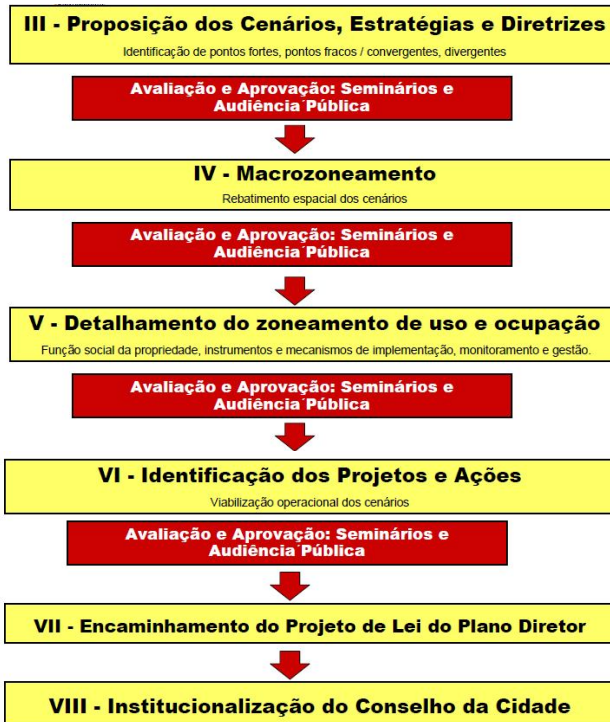 III - Proposição dos Cenários, Estratégias e Diretrizes
Identificação de pontos fortes, pontos fracos / convergentes, divergentes
Avaliação e Aprovação: Seminários e
Audiência´Pública
IV - Macrozoneamento
Rebatimento espacial dos cenários
Avaliação e Aprovação: Seminários e
Audiência´Pública
V - Detalhamento do zoneamento de uso e ocupação
Função social da propriedade, instrumentos e mecanismos de implementação, monitoramento e gestão.
Avaliação e Aprovação: Seminários e
Audiência´Pública
VI - Identificação dos Projetos e Ações
Viabilização operacional dos cenários
Avaliação e Aprovação: Seminários e
Audiência´Pública
VII - Encaminhamento do Projeto de Lei do Plano Diretor
VIII - Institucionalização do Conselho da Cidade